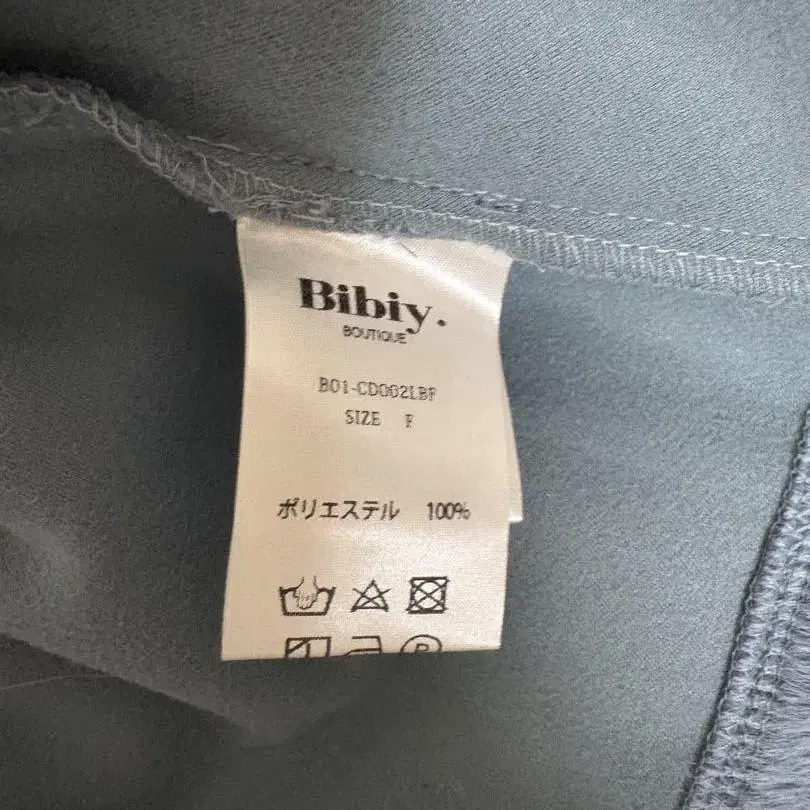 Bibiy.
BOUTIQUE
B01-CD002LBF
SIZE F
ポリエステル 100%
P